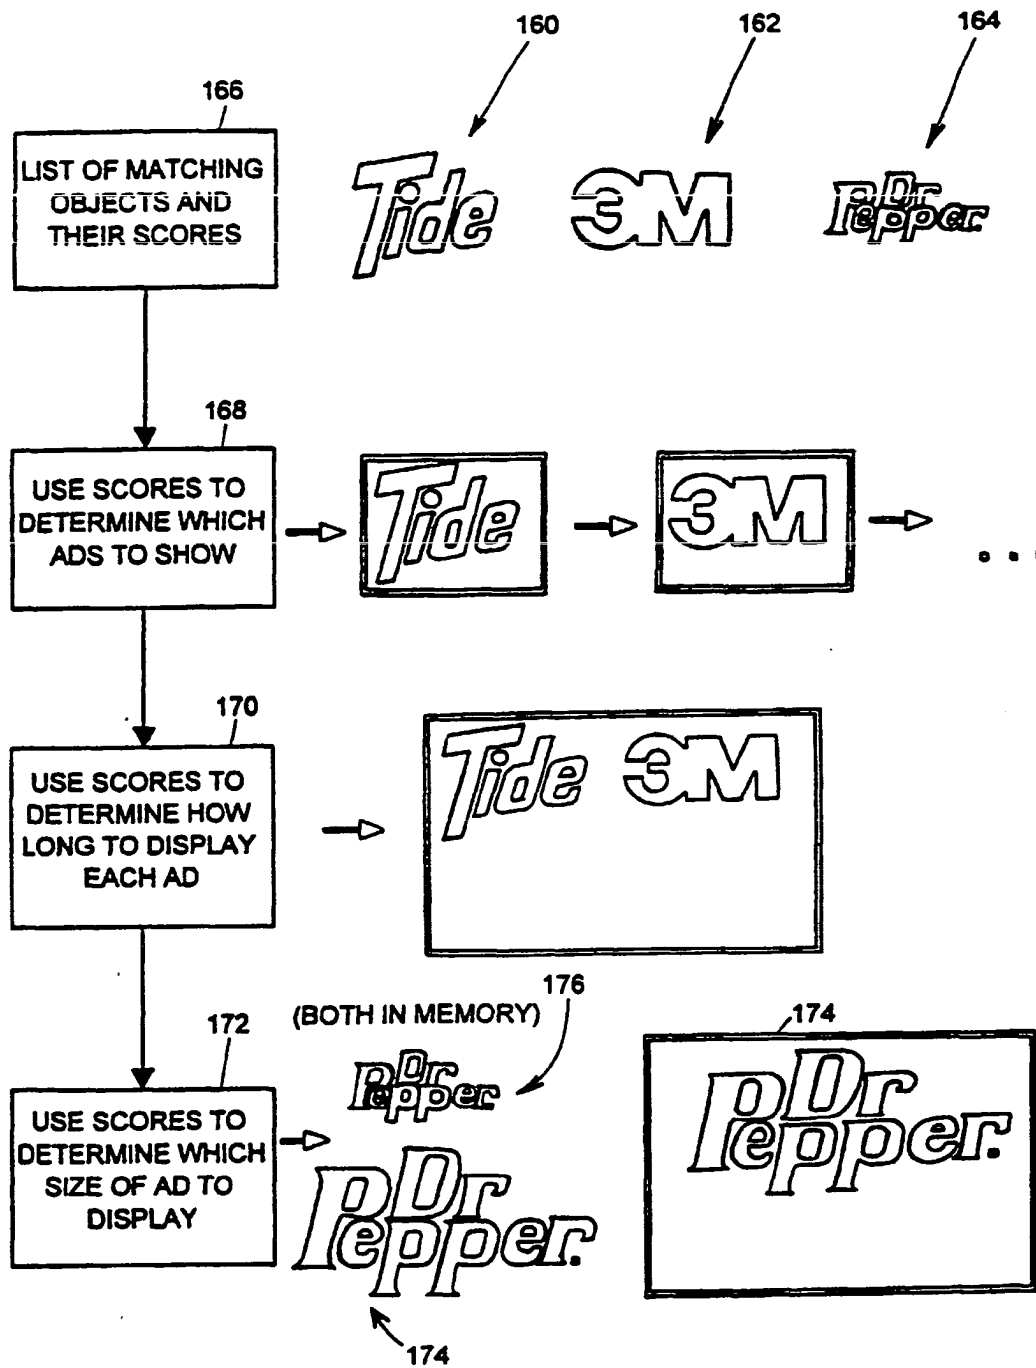 160
162
164
166
LIST OF MATCHING
OBJECTS AND
THEIR SCORES
Tide
3M
Dr
Pepper.
168
USE SCORES TO
DETERMINE WHICH
ADS TO SHOW
Tide
3M
170
USE SCORES TO
DETERMINE HOW
LONG TO DISPLAY
EACH AD
Tide 3M
172
USE SCORES TO
DETERMINE WHICH
SIZE OF AD TO
DISPLAY
(BOTH IN MEMORY)
176
Dr
Pepper.
Dr
Pepper.
174
174
Dr
Pepper.